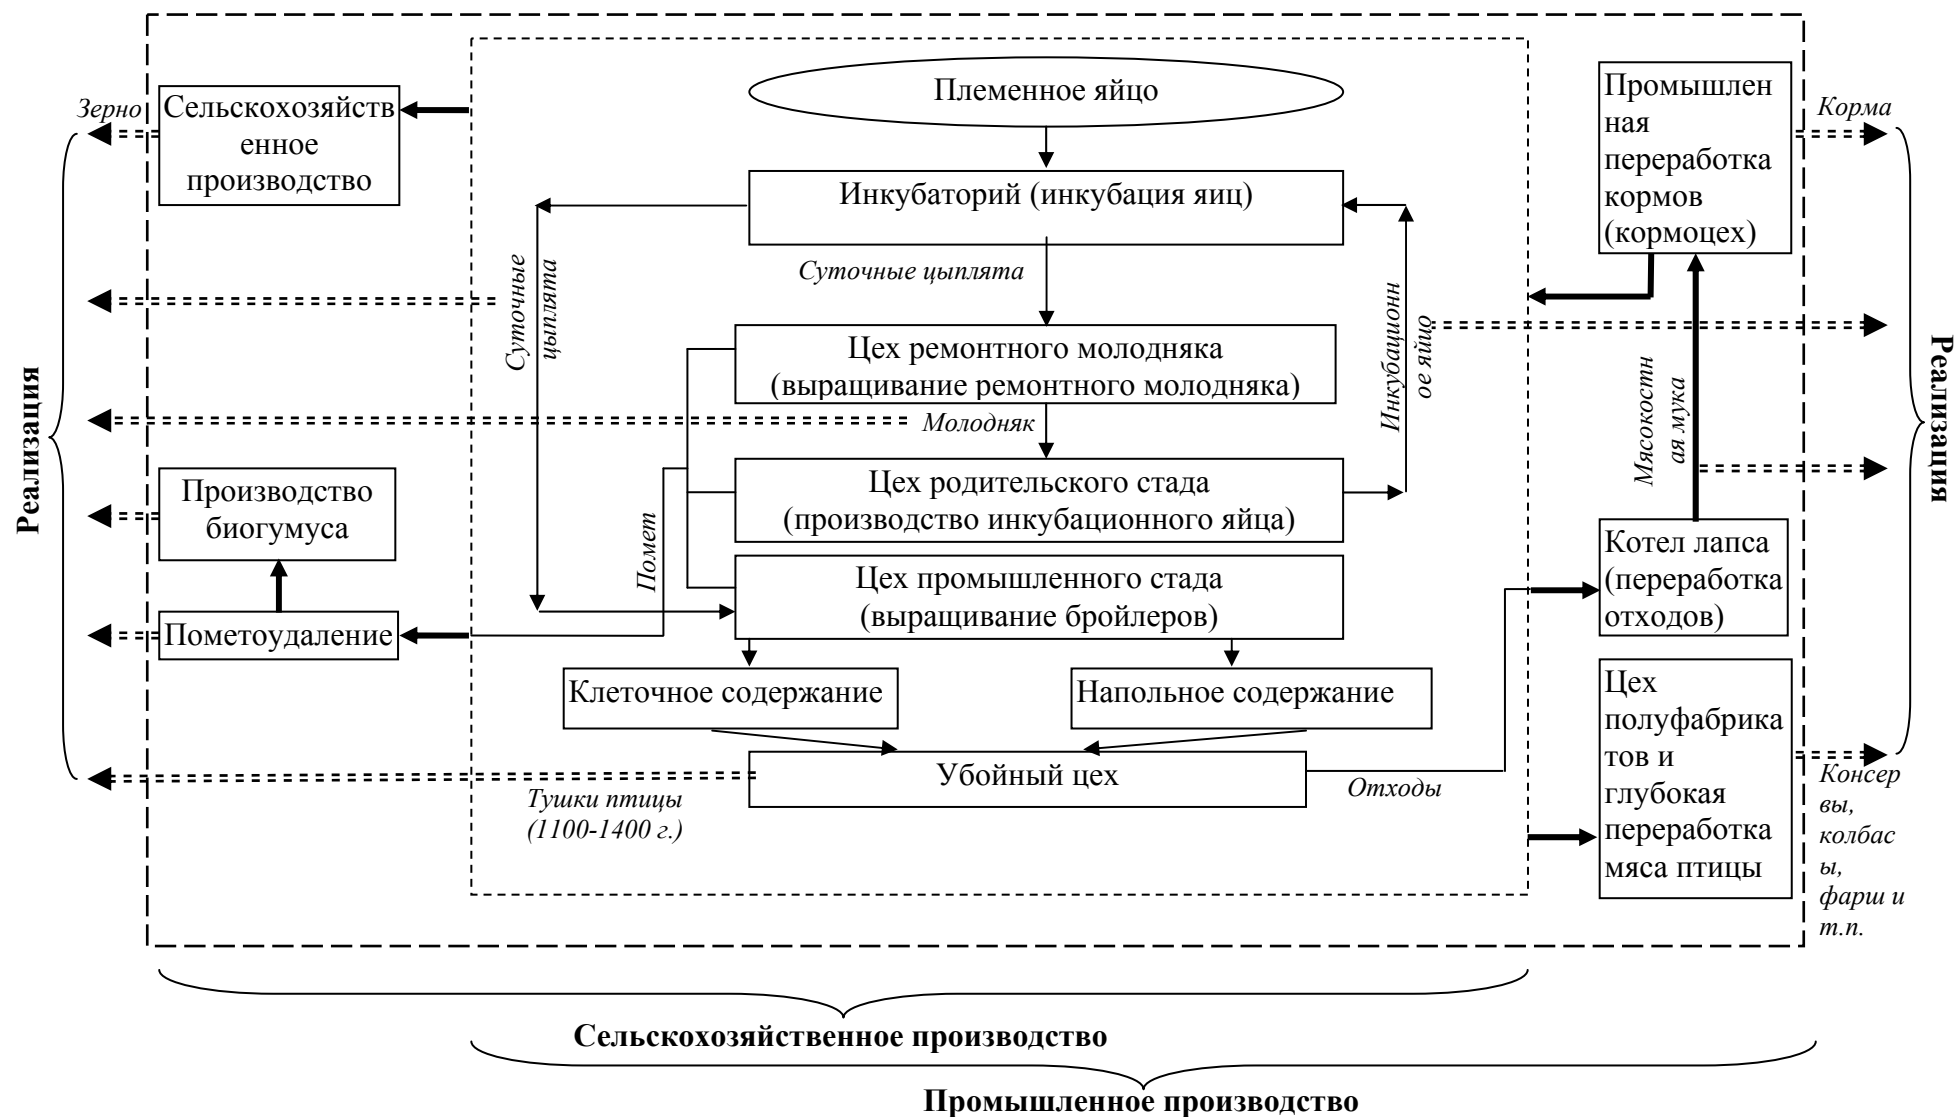 Племенное яйцо
Зерно
Сельскохозяйств
енное
производство
Промышлен
ная
переработка
кормов
(кормоцех)
Корма
Инкубаторий (инкубация яиц)
Суточные цыплята
Суточные
цыплята
Инкубационн
ое яйцо
Цех ремонтного молодняка
(выращивание ремонтного молодняка)
Молодняк
Реализация
Реализация
Мясокостн
ая мука
Цех родительского стада
(производство инкубационного яйца)
Производство
биогумуса
Помет
Котел лапса
(переработка
отходов)
Цех промышленного стада
(выращивание бройлеров)
Пометоудаление
Клеточное содержание
Напольное содержание
Цех
полуфабрика
тов и
глубокая
переработка
мяса птицы
Убойный цех
Отходы
Тушки птицы
(1100-1400 г.)
Консер
вы,
колбас
ы,
фарш и
т.п.
Сельскохозяйственное производство
Промышленное производство